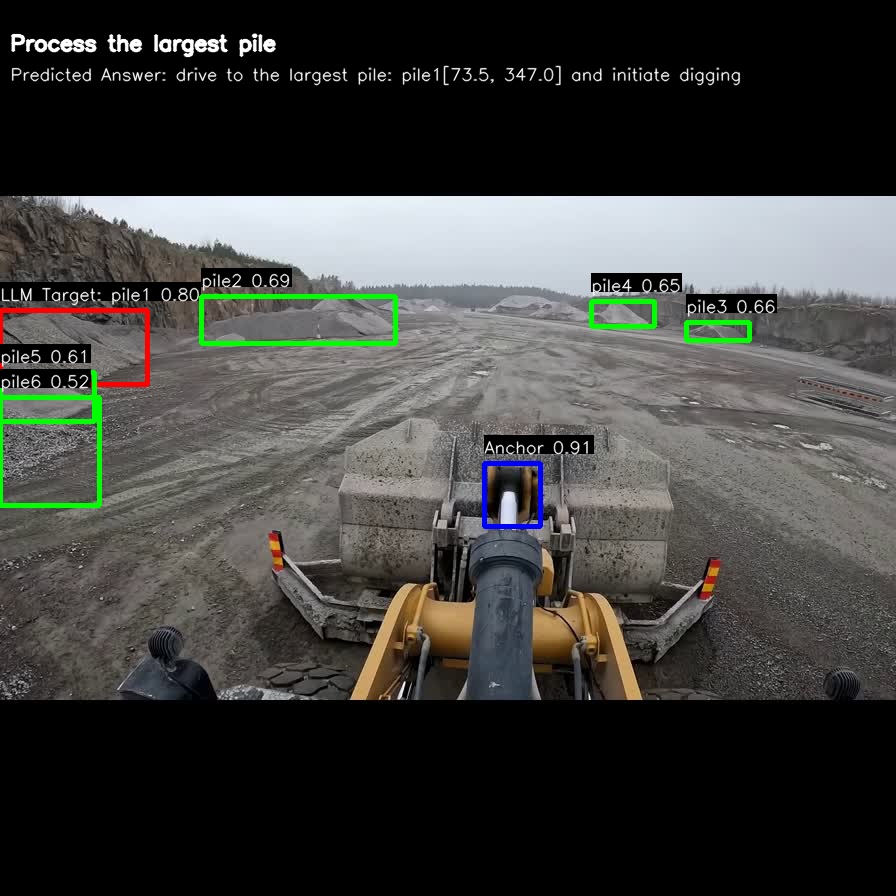 Process the largest pile
Predicted Answer: drive to the largest pile: pile1[73.5, 347.0] and initiate digging
pile2 0.69
pile4 0.65
LLM Target: pile1 0.80
pile3 0.66
pile5 0.61
pile6 0.52
Anchor 0.91